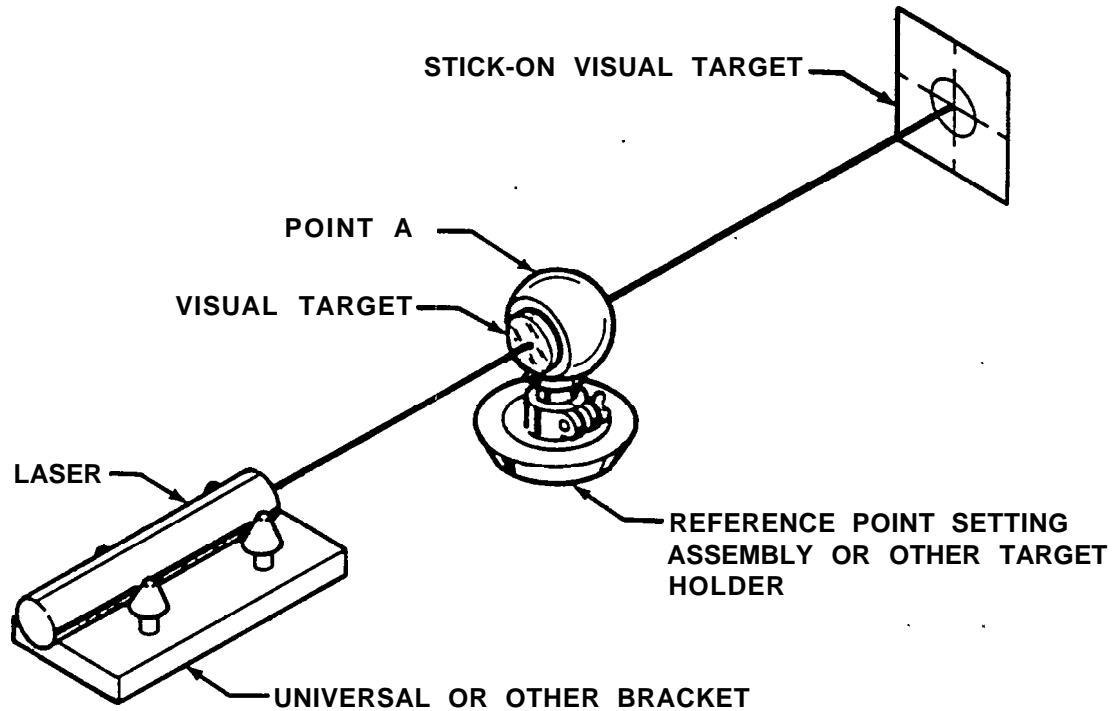 STICK-ON VISUAL TARGET
POINT A
VISUAL TARGET
LASER
REFERENCE POINT SETTING
ASSEMBLY OR OTHER TARGET
HOLDER
UNIVERSAL OR OTHER BRACKET